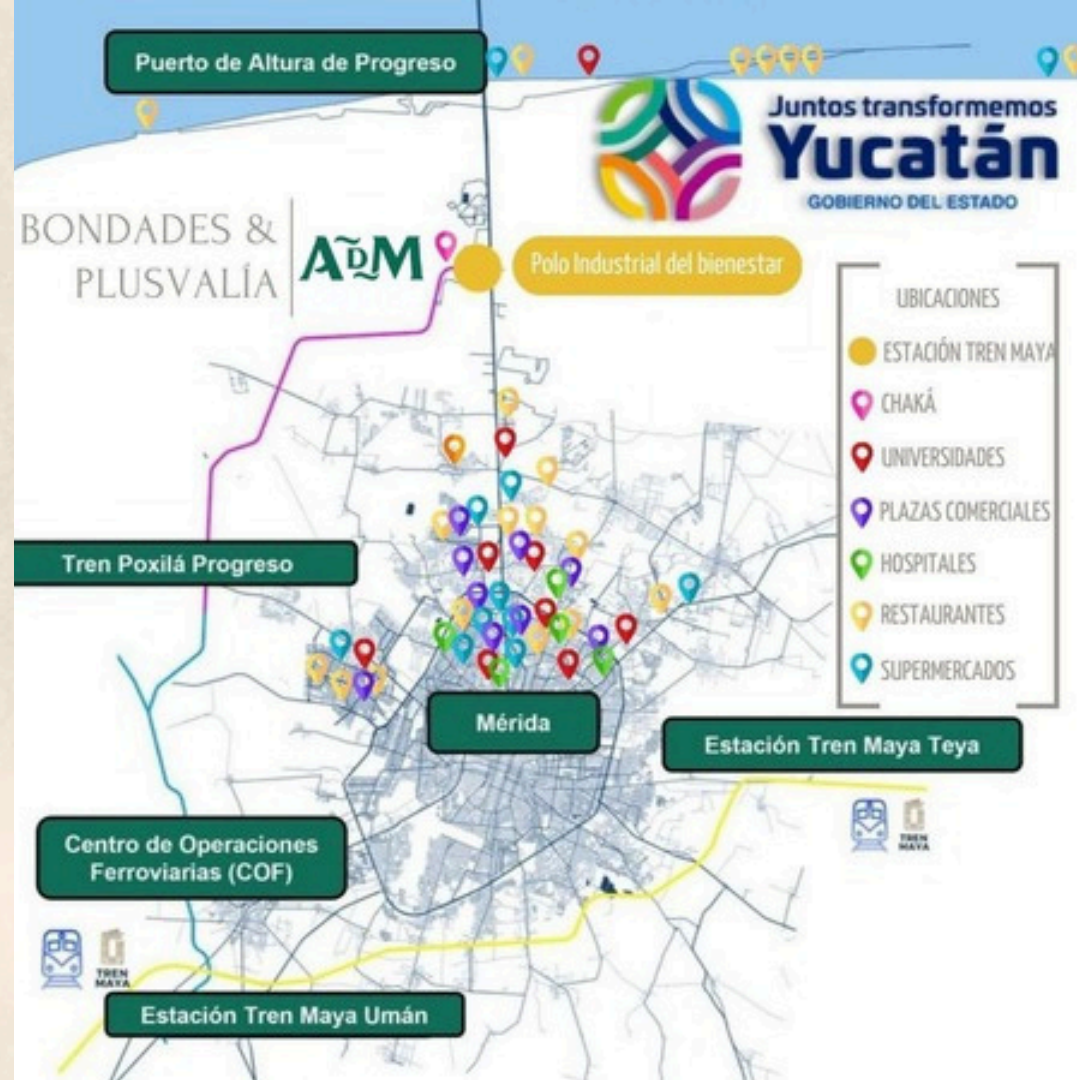 Puerto de Altura de Progreso
Juntos transformemos
Yucatán
GOBIERNO DEL ESTADO
BONDADES &
PLUSVALÍA
ADM
Polo Industrial del bienestar
UBICACIONES
ESTACIÓN TREN MAYA
CHAKÁ
UNIVERSIDADES
PLAZAS COMERCIALES
HOSPITALES
RESTAURANTES
SUPERMERCADOS
Tren Poxilá Progreso
Mérida
Estación Tren Maya Teya
TREN
MAYA
Centro de Operaciones
Ferroviarias (COF)
TREN
MAYA
Estación Tren Maya Umán